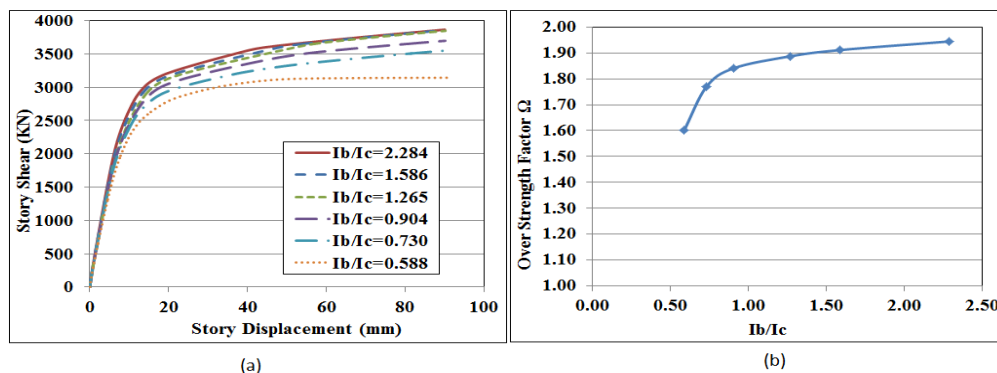 4000
3500
3000
2500
2000
1500
1000
500
0
Story Shear (KN)
Ib/Ic=2.284
Ib/Ic=1.586
Ib/Ic=1.265
Ib/Ic=0.904
Ib/Ic=0.730
Ib/Ic=0.588
0 20 40 60 80 100
Story Displacement (mm)
(a)
2.00
1.90
1.80
1.70
1.60
1.50
1.40
1.30
1.20
1.10
1.00
Over Strength Factor Ω
0.00 0.50 1.00 1.50 2.00 2.50
Ib/Ic
(b)